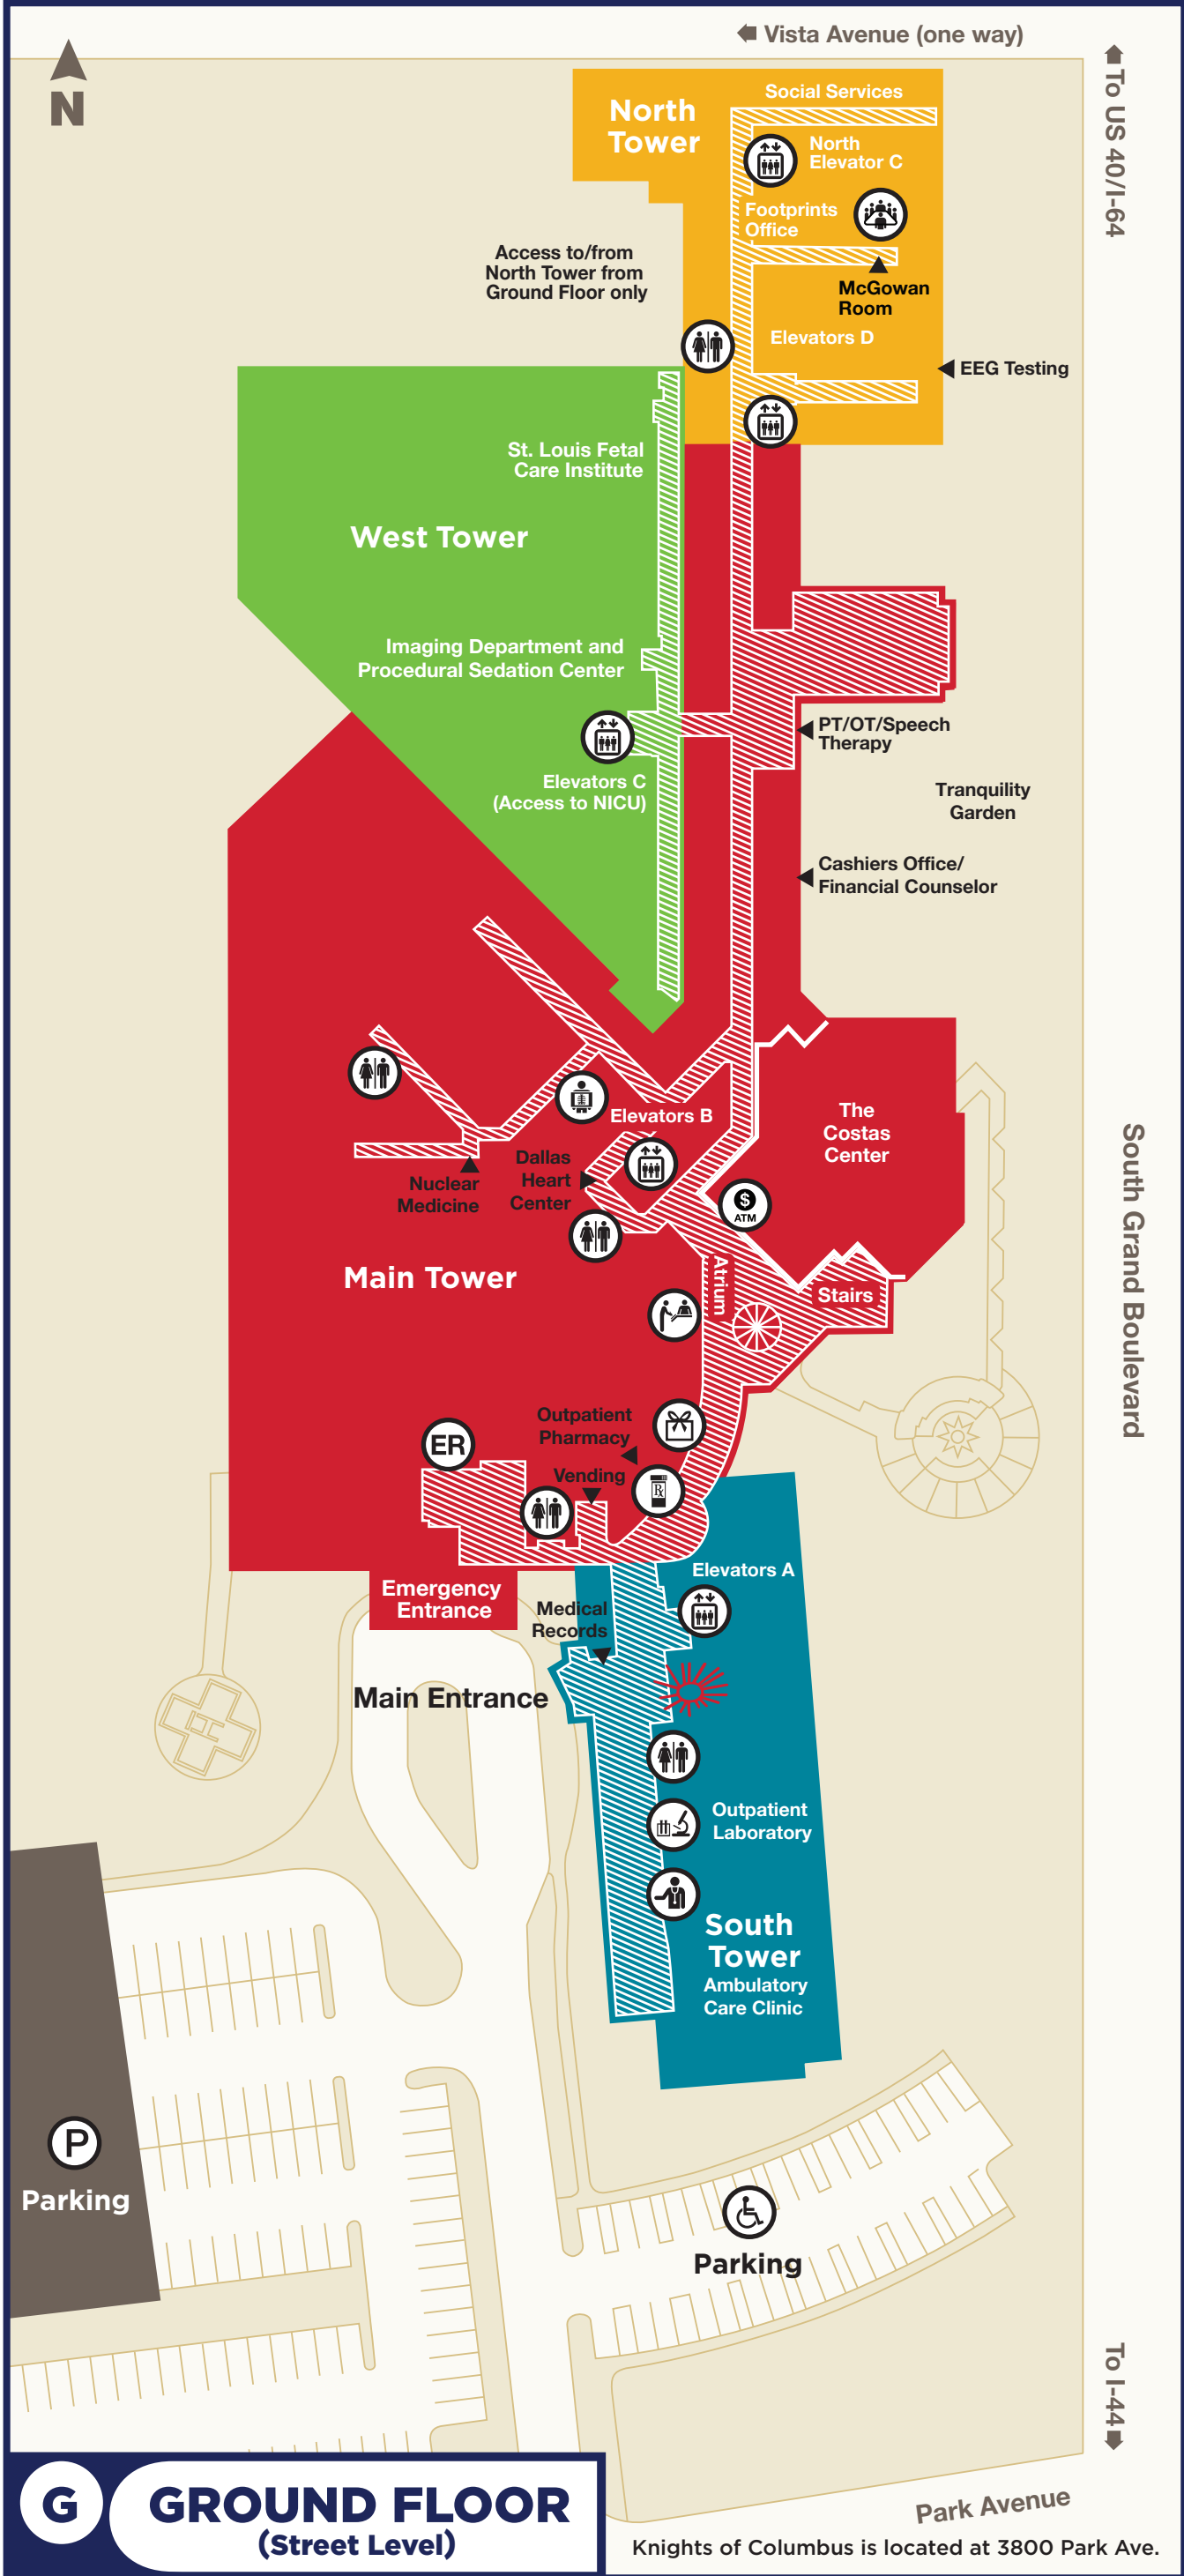 Vista Avenue (one way)
To US 40/I-64
N
North
Tower
Social Services
North
Elevator C
Footprints
Office
Access to/from
North Tower from
Ground Floor only
McGowan
Room
Elevators D
EEG Testing
St. Louis Fetal
Care Institute
West Tower
Imaging Department and
Procedural Sedation Center
PT/OT/Speech
Therapy
Elevators C
(Access to NICU)
Tranquility
Garden
Cashiers Office/
Financial Counselor
Elevators B
The
Costas
Center
South Grand Boulevard
Dallas
Heart
Center
Nuclear
Medicine
$
ATM
Main Tower
Atrium
Stairs
Outpatient
Pharmacy
ER
Vending
Rx
Elevators A
Emergency
Entrance
Medical
Records
Main Entrance
H
Outpatient
Laboratory
South
Tower
Ambulatory
Care Clinic
P
Parking
Parking
To I-44
G
GROUND FLOOR
(Street Level)
Park Avenue
Knights of Columbus is located at 3800 Park Ave.